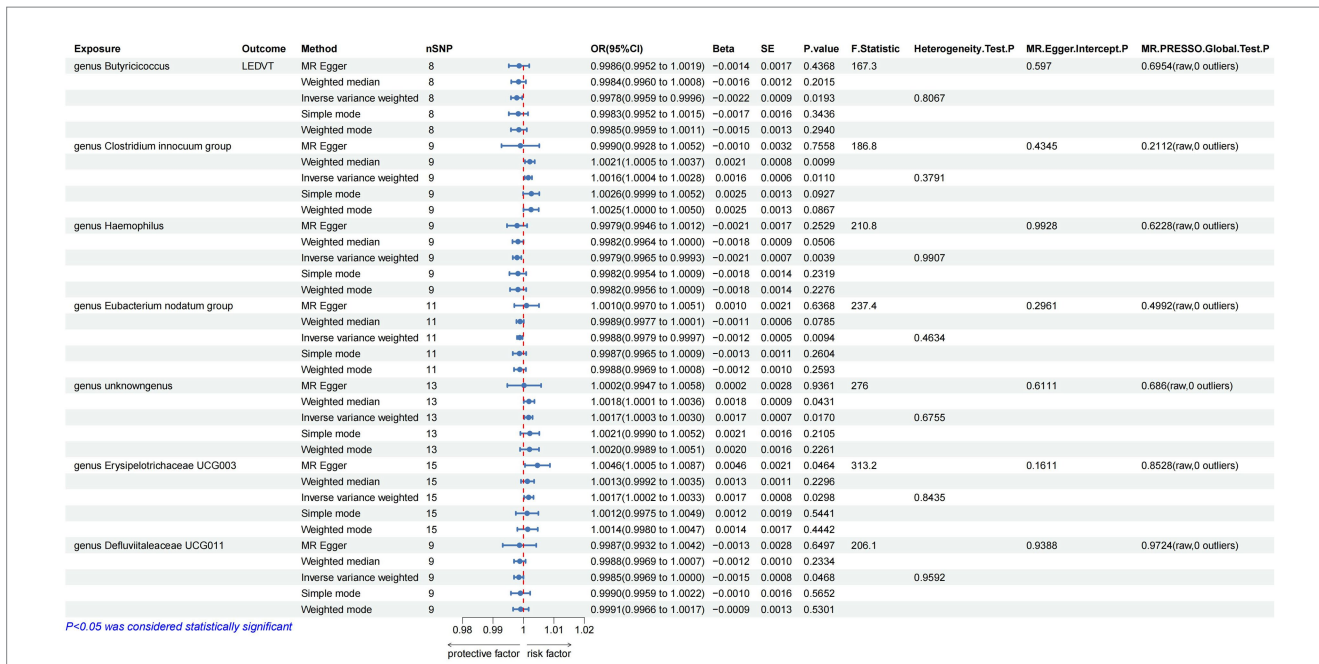 Exposure Outcome Method nSNP OR(95%CI) Beta SE P.value F.Statistic Heterogeneity.Test.P MR.Egger.Intercept.P MR.PRESSO.Global.Test.P
genus Butyricicoccus LEDVT MR Egger 8 0.9986(0.9952 to 1.0019) −0.0014 0.0017 0.4368 167.3 0.597 0.6954(raw,0 outliers)
Weighted median 8 0.9984(0.9960 to 1.0008) −0.0016 0.0012 0.2015
Inverse variance weighted 8 0.9978(0.9959 to 0.9996) −0.0022 0.0009 0.0193 0.8067
Simple mode 8 0.9983(0.9952 to 1.0015) −0.0017 0.0016 0.3436
Weighted mode 8 0.9985(0.9959 to 1.0011) −0.0015 0.0013 0.2940
genus Clostridium innocuum group MR Egger 9 0.9990(0.9928 to 1.0052) −0.0010 0.0032 0.7558 186.8 0.4345 0.2112(raw,0 outliers)
Weighted median 9 1.0021(1.0005 to 1.0037) 0.0021 0.0008 0.0099
Inverse variance weighted 9 1.0016(1.0004 to 1.0028) 0.0016 0.0006 0.0110 0.3791
Simple mode 9 1.0026(0.9999 to 1.0052) 0.0025 0.0013 0.0927
Weighted mode 9 1.0025(1.0000 to 1.0050) 0.0025 0.0013 0.0867
genus Haemophilus MR Egger 9 0.9979(0.9946 to 1.0012) −0.0021 0.0017 0.2529 210.8 0.9928 0.6228(raw,0 outliers)
Weighted median 9 0.9982(0.9964 to 1.0000) −0.0018 0.0009 0.0506
Inverse variance weighted 9 0.9979(0.9965 to 0.9993) −0.0021 0.0007 0.0039 0.9907
Simple mode 9 0.9982(0.9954 to 1.0009) −0.0018 0.0014 0.2319
Weighted mode 9 0.9982(0.9956 to 1.0009) −0.0018 0.0014 0.2276
genus Eubacterium nodatum group MR Egger 11 1.0010(0.9970 to 1.0051) 0.0010 0.0021 0.6368 237.4 0.2961 0.4992(raw,0 outliers)
Weighted median 11 0.9989(0.9977 to 1.0001) −0.0011 0.0006 0.0785
Inverse variance weighted 11 0.9988(0.9979 to 0.9997) −0.0012 0.0005 0.0094 0.4634
Simple mode 11 0.9987(0.9965 to 1.0009) −0.0013 0.0011 0.2604
Weighted mode 11 0.9988(0.9969 to 1.0008) −0.0012 0.0010 0.2593
genus unknowngenus MR Egger 13 1.0002(0.9947 to 1.0058) 0.0002 0.0028 0.9361 276 0.6111 0.686(raw,0 outliers)
Weighted median 13 1.0018(1.0001 to 1.0036) 0.0018 0.0009 0.0431
Inverse variance weighted 13 1.0017(1.0003 to 1.0030) 0.0017 0.0007 0.0170 0.6755
Simple mode 13 1.0021(0.9990 to 1.0052) 0.0021 0.0016 0.2105
Weighted mode 13 1.0020(0.9989 to 1.0051) 0.0020 0.0016 0.2261
genus Erysipelotrichaceae UCG003 MR Egger 15 1.0046(1.0005 to 1.0087) 0.0046 0.0021 0.0464 313.2 0.1611 0.8528(raw,0 outliers)
Weighted median 15 1.0013(0.9992 to 1.0035) 0.0013 0.0011 0.2296
Inverse variance weighted 15 1.0017(1.0002 to 1.0033) 0.0017 0.0008 0.0298 0.8435
Simple mode 15 1.0012(0.9975 to 1.0049) 0.0012 0.0019 0.5441
Weighted mode 15 1.0014(0.9980 to 1.0047) 0.0014 0.0017 0.4442
genus Defluviitaleaceae UCG011 MR Egger 9 0.9987(0.9932 to 1.0042) −0.0013 0.0028 0.6497 206.1 0.9388 0.9724(raw,0 outliers)
Weighted median 9 0.9988(0.9969 to 1.0007) −0.0012 0.0010 0.2334
Inverse variance weighted 9 0.9985(0.9969 to 1.0000) −0.0015 0.0008 0.0468 0.9592
Simple mode 9 0.9990(0.9959 to 1.0022) −0.0010 0.0016 0.5652
Weighted mode 9 0.9991(0.9966 to 1.0017) −0.0009 0.0013 0.5301
P<0.05 was considered statistically significant
0.98 0.99 1 1.01 1.02
protective factor risk factor